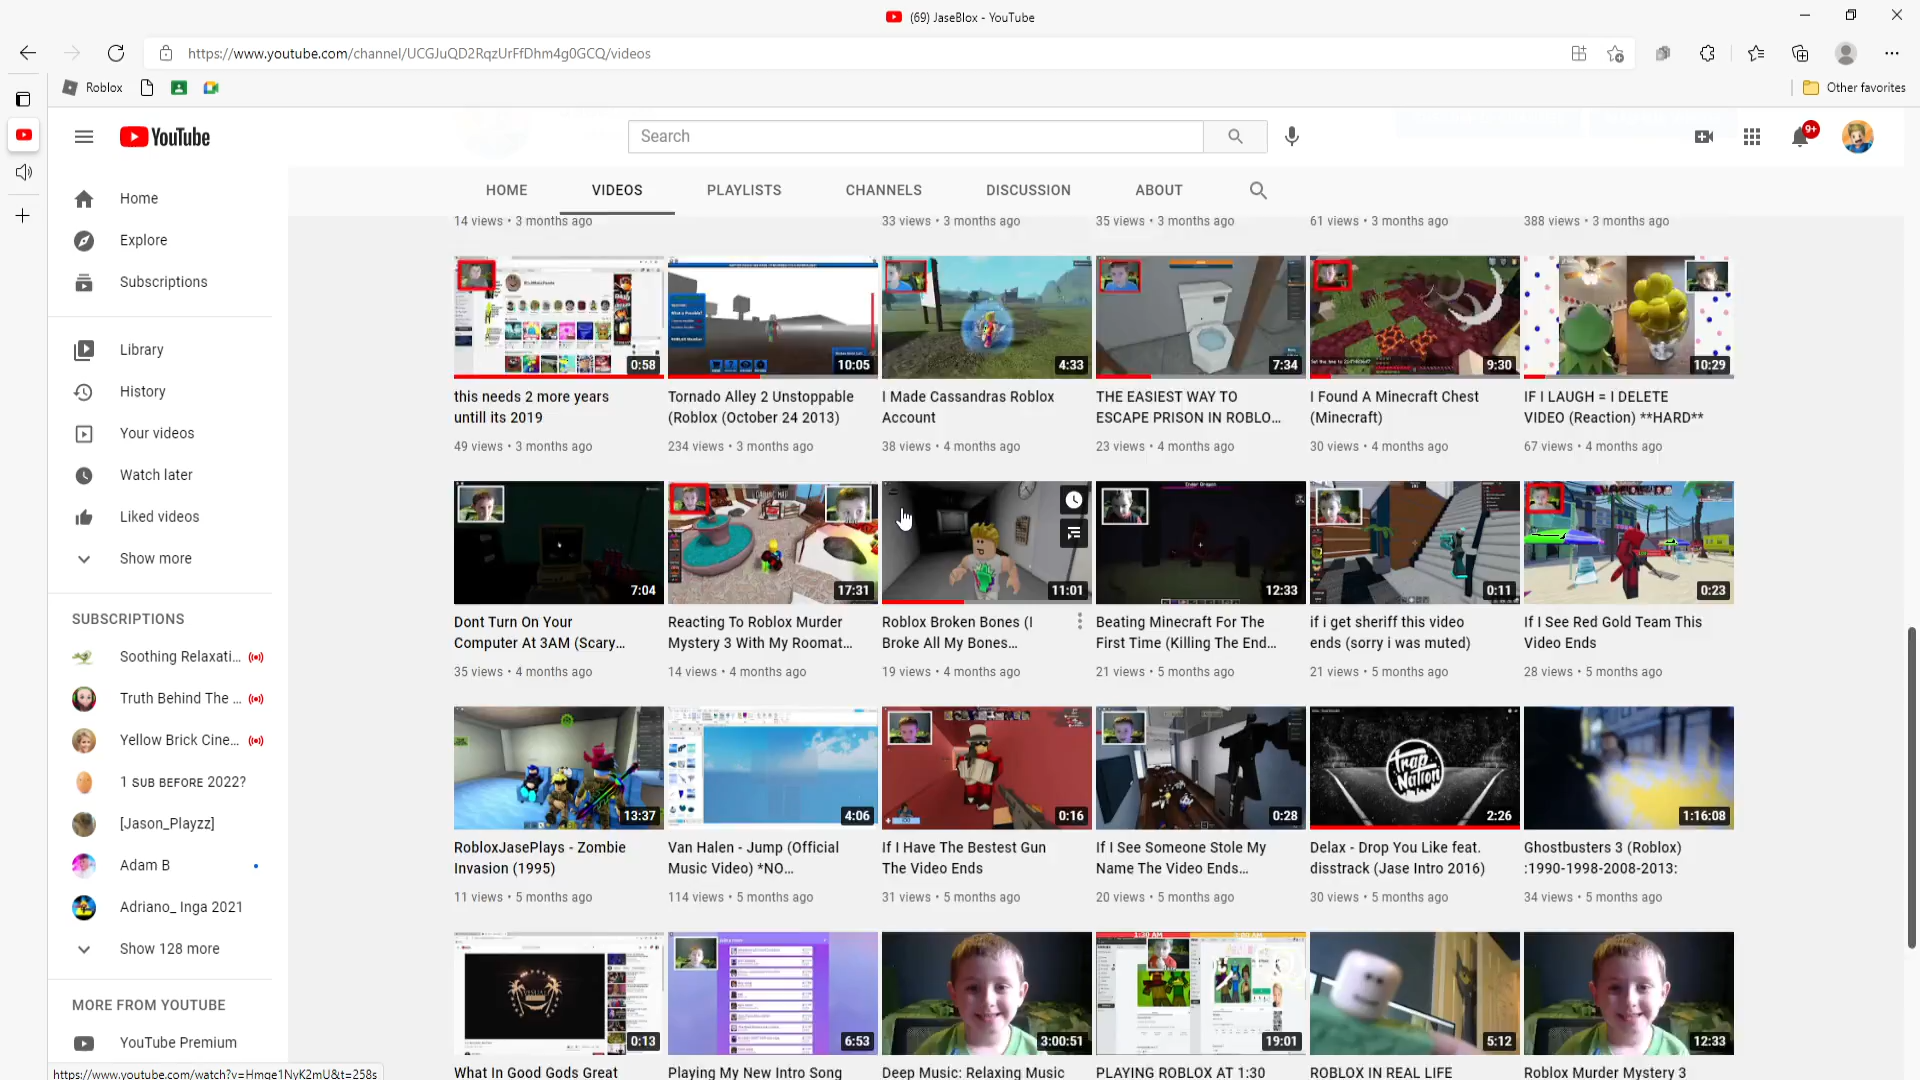 (69) JaseBlox - YouTube
https://www.youtube.com/channel/UCGJuQD2RqzUrFfDhm4g0GCQ/videos
Roblox
Other favorites
YouTube
Search
9+
HOME
VIDEOS
PLAYLISTS
CHANNELS
DISCUSSION
ABOUT
Home
Explore
Subscriptions
Library
History
Your videos
Watch later
Liked videos
Show more
SUBSCRIPTIONS
Soothing Relaxati...
Truth Behind The ...
Yellow Brick Cine...
1 SUB BEFORE 2022?
[Jason_Playzz]
Adam B
Adriano_ Inga 2021
Show 128 more
MORE FROM YOUTUBE
YouTube Premium
https://www.youtube.com/watch?v=Hmqe1NyK2mU&t=258s
14 views • 3 months ago
33 views • 3 months ago
35 views • 3 months ago
61 views • 3 months ago
388 views • 3 months ago
0:58
10:05
4:33
7:34
9:30
10:29
this needs 2 more years
untill its 2019
49 views • 3 months ago
Tornado Alley 2 Unstoppable
(Roblox (October 24 2013)
234 views • 3 months ago
I Made Cassandras Roblox
Account
38 views • 4 months ago
THE EASIEST WAY TO
ESCAPE PRISON IN ROBLO...
23 views • 4 months ago
I Found A Minecraft Chest
(Minecraft)
30 views • 4 months ago
IF I LAUGH = I DELETE
VIDEO (Reaction) **HARD**
67 views • 4 months ago
7:04
17:31
11:01
Ender Dragon
12:33
0:11
0:23
Dont Turn On Your
Computer At 3AM (Scary...
35 views • 4 months ago
Reacting To Roblox Murder
Mystery 3 With My Roomat...
14 views • 4 months ago
Roblox Broken Bones (I
Broke All My Bones...
19 views • 4 months ago
Beating Minecraft For The
First Time (Killing The End...
21 views • 5 months ago
if i get sheriff this video
ends (sorry i was muted)
21 views • 5 months ago
If I See Red Gold Team This
Video Ends
28 views • 5 months ago
13:37
4:06
0:16
0:28
Trap
Nation
2:26
1:16:08
RobloxJasePlays - Zombie
Invasion (1995)
11 views • 5 months ago
Van Halen - Jump (Official
Music Video) *NO...
114 views • 5 months ago
If I Have The Bestest Gun
The Video Ends
31 views • 5 months ago
If I See Someone Stole My
Name The Video Ends...
20 views • 5 months ago
Delax - Drop You Like feat.
disstrack (Jase Intro 2016)
30 views • 5 months ago
Ghostbusters 3 (Roblox)
:1990-1998-2008-2013:
34 views • 5 months ago
0:13
6:53
3:00:51
1:30 AM
19:01
5:12
12:33
What In Good Gods Great
Playing My New Intro Song
Deep Music: Relaxing Music
PLAYING ROBLOX AT 1:30
ROBLOX IN REAL LIFE
Roblox Murder Mystery 3